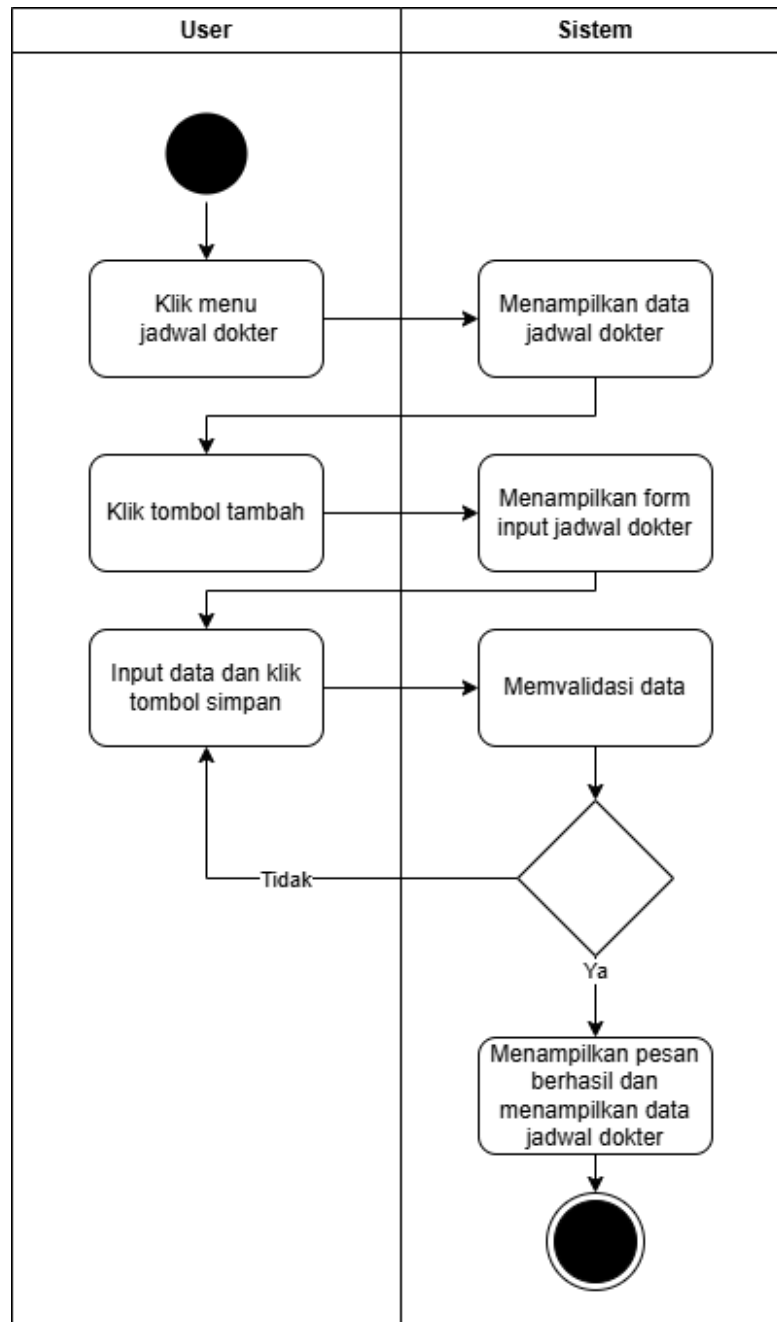 User
Sistem
Klik menu
jadwal dokter
Menampilkan data
jadwal dokter
Klik tombol tambah
Menampilkan form
input jadwal dokter
Input data dan klik
tombol simpan
Memvalidasi data
Tidak
Ya
Menampilkan pesan
berhasil dan
menampilkan data
jadwal dokter